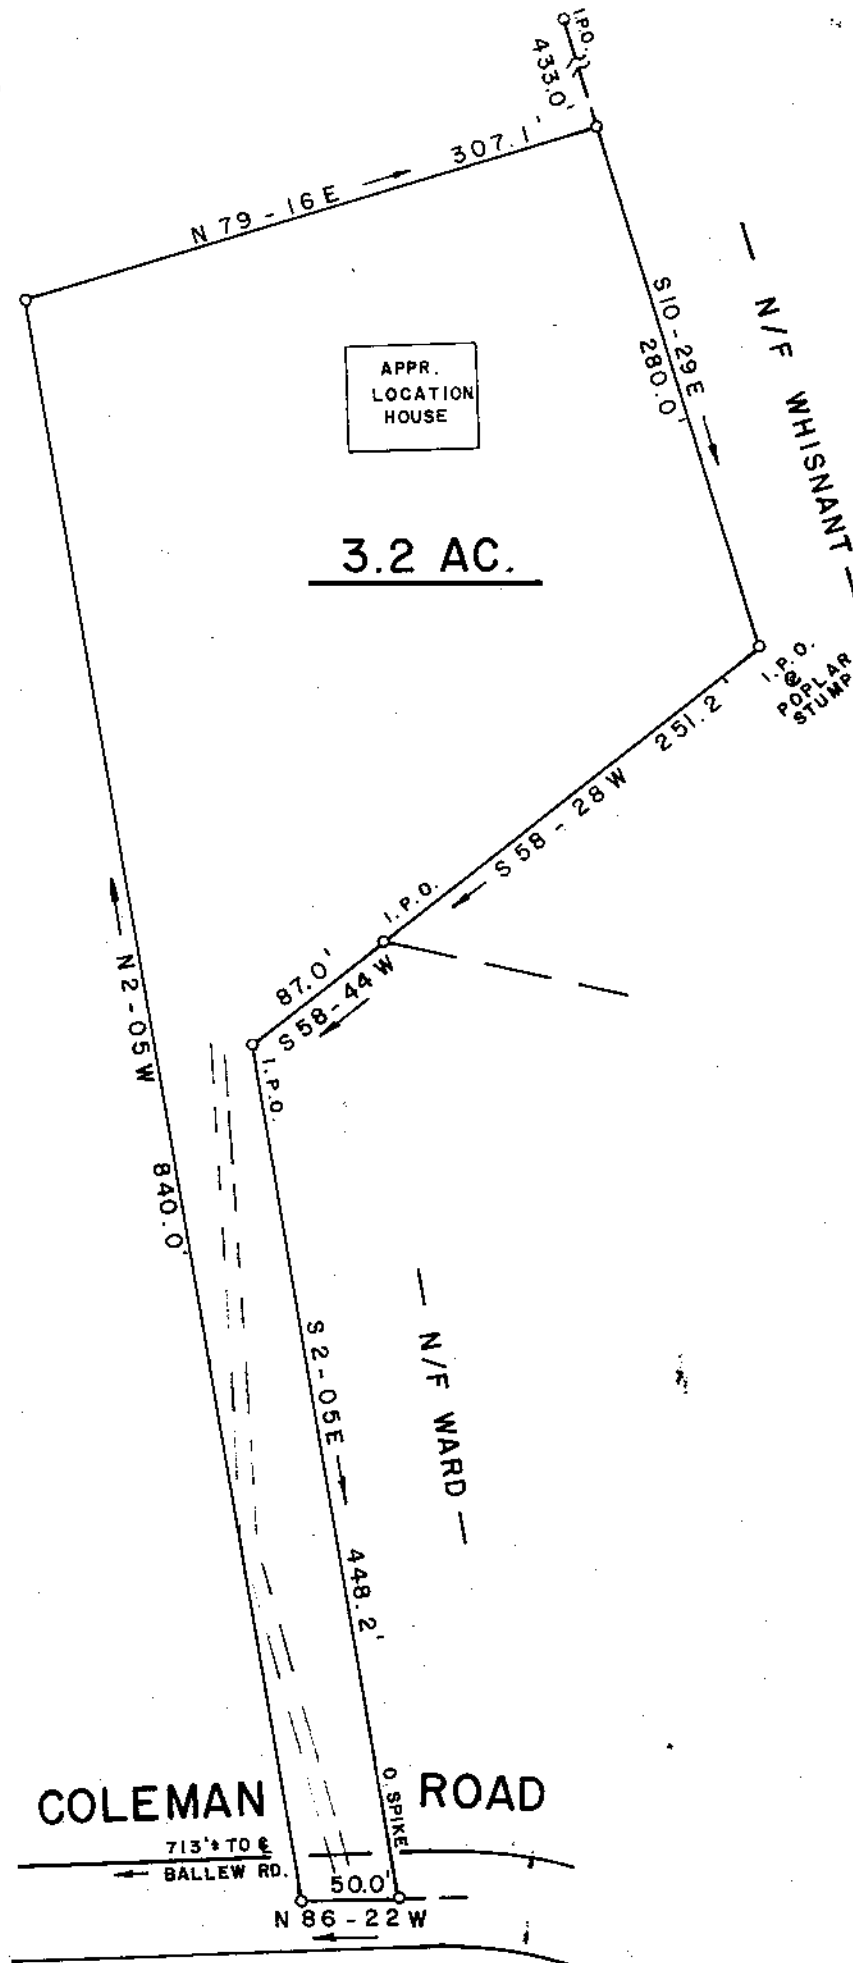 I.P.O.
433.0'
N 79 - 16 E
307.1'
S 10 - 29 E
280.0'
— N/F WHISNANT —
APPR.
LOCATION
HOUSE
3.2 AC.
I.P.O.
@
POPLAR
STUMP
251.2'
S 58 - 28 W
I.P.O.
87.0'
S 58 - 44 W
I.P.O.
N 2 - 05 W
840.0'
S 2 - 05 E
448.2'
— N/F WARD —
O. SPIKE
COLEMAN ROAD
713'± TO ℄
BALLEW RD.
50.0'
N 86 - 22 W